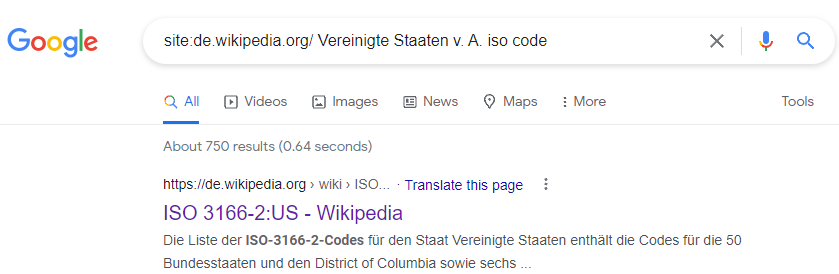 Google
site:de.wikipedia.org/ Vereinigte Staaten v. A. iso code
All Videos Images News Maps More Tools
About 750 results (0.64 seconds)
https://de.wikipedia.org › wiki › ISO... · Translate this page
ISO 3166-2:US - Wikipedia
Die Liste der ISO-3166-2-Codes für den Staat Vereinigte Staaten enthält die Codes für die 50
Bundesstaaten und den District of Columbia sowie sechs ...